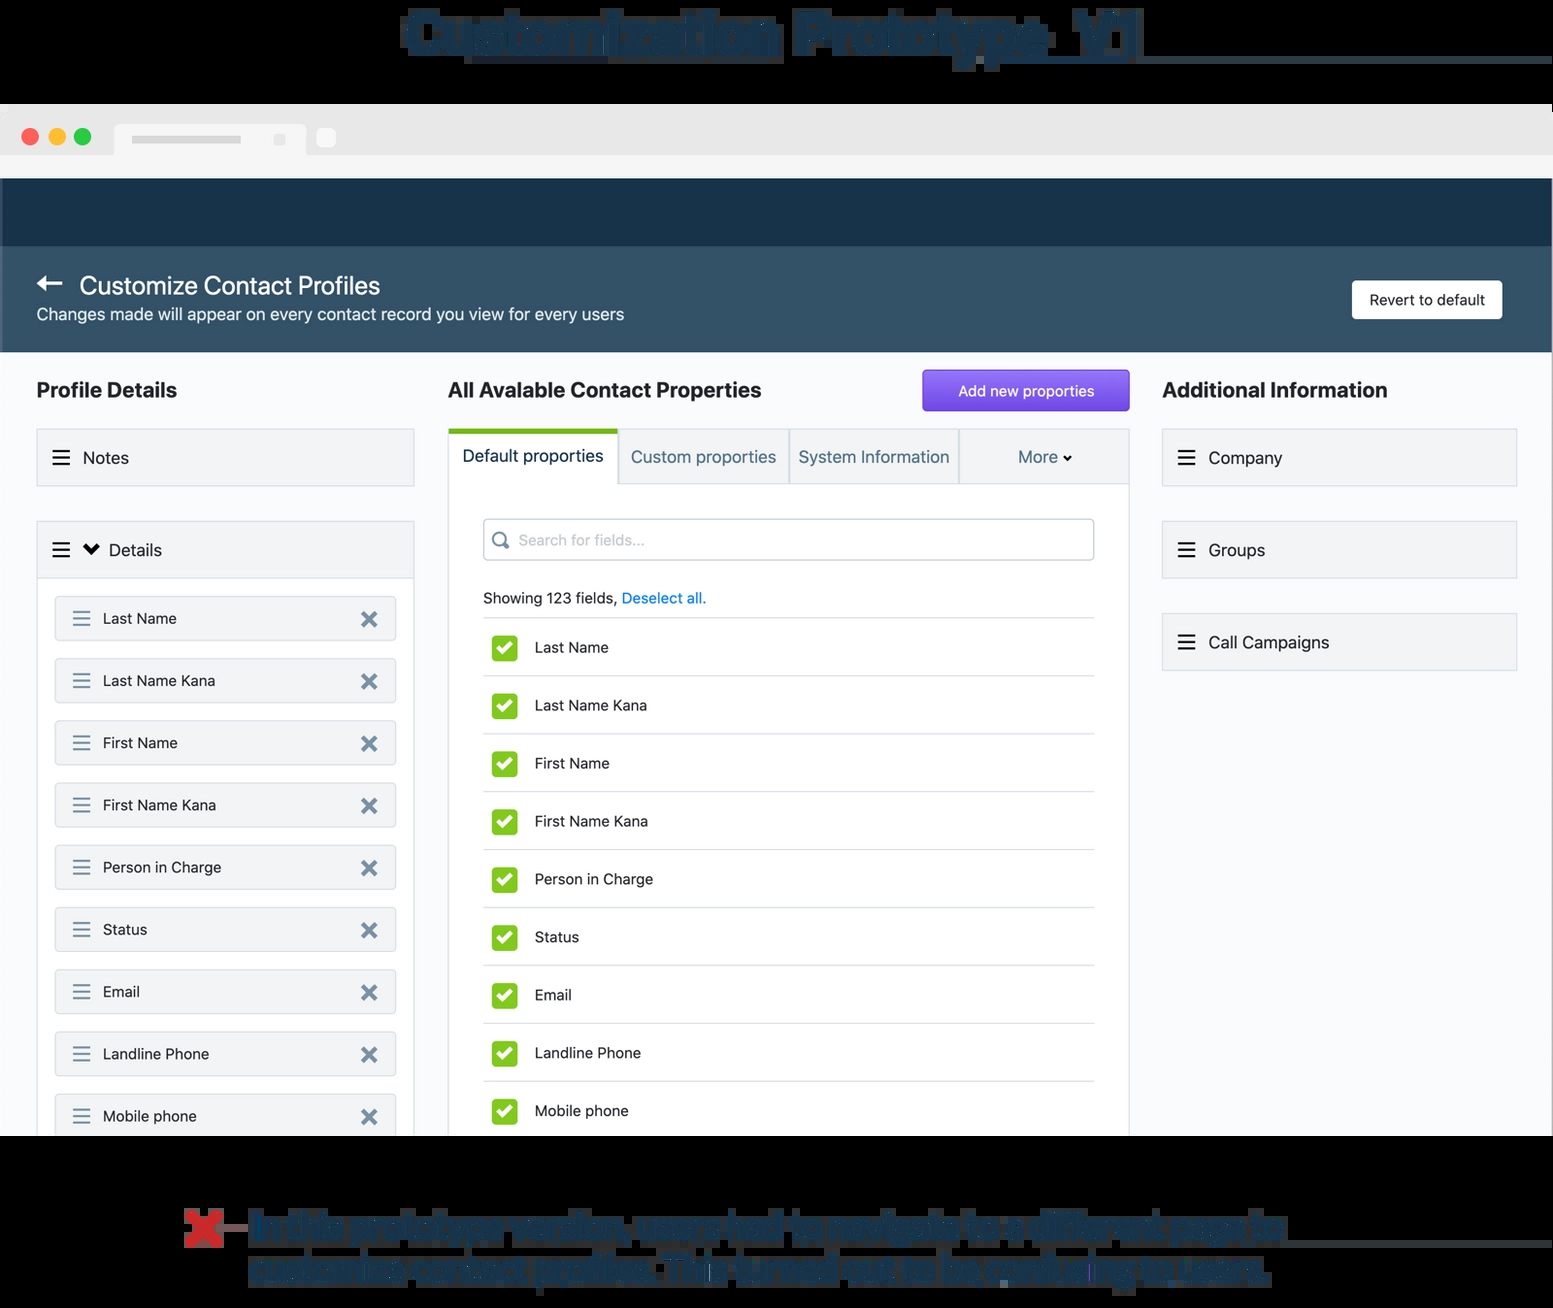 Customization Prototype V1
Customize Contact Profiles
Changes made will appear on every contact record you view for every users
Revert to default
Profile Details
Notes
Details
Last Name
Last Name Kana
First Name
First Name Kana
Person in Charge
Status
Email
Landline Phone
Mobile phone
All Avalable Contact Properties
Add new proporties
Default proporties
Custom proporties
System Information
More
Search for fields...
Showing 123 fields, Deselect all.
Last Name
Last Name Kana
First Name
First Name Kana
Person in Charge
Status
Email
Landline Phone
Mobile phone
Additional Information
Company
Groups
Call Campaigns
In this prototype version, users had to navigate to a different page to
customize contact profiles. This turned out to be confusing to users.